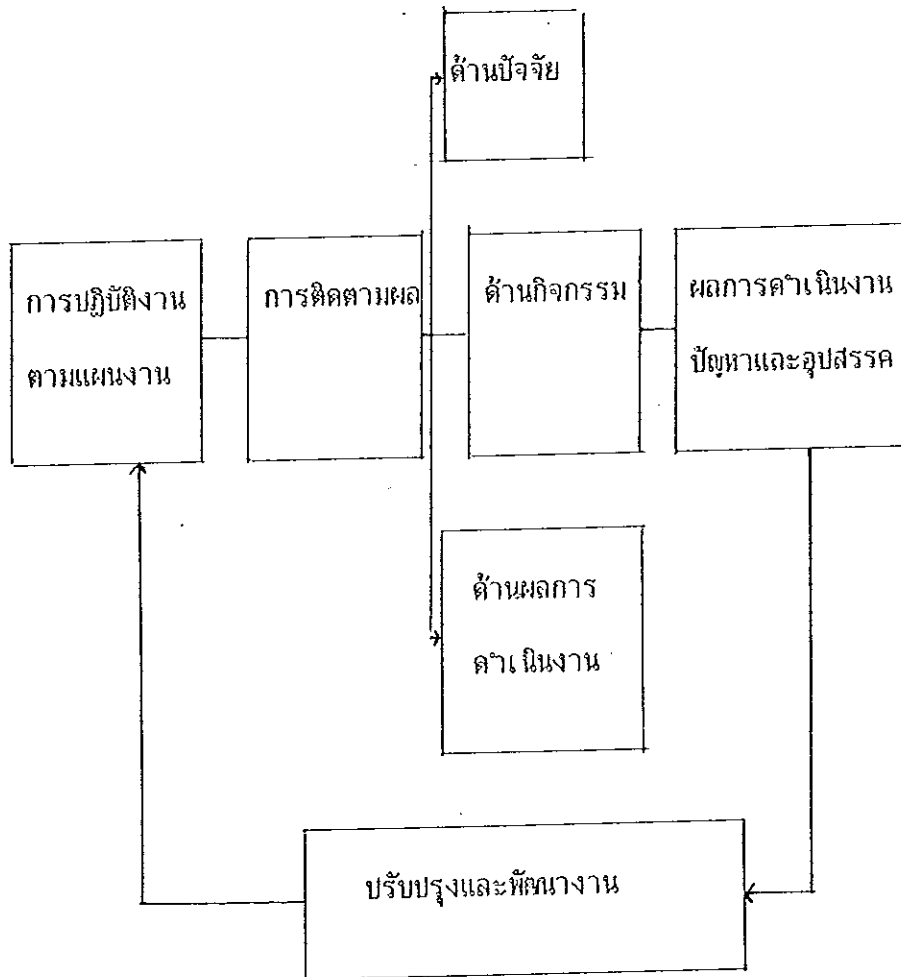 ด้านปัจจัย
การปฏิบัติงาน
ตามแผนงาน
การติดตามผล
ด้านกิจกรรม
ผลการดำเนินงาน
ปัญหาและอุปสรรค
ด้านผลการ
ดำเนินงาน
ปรับปรุงและพัฒนางาน